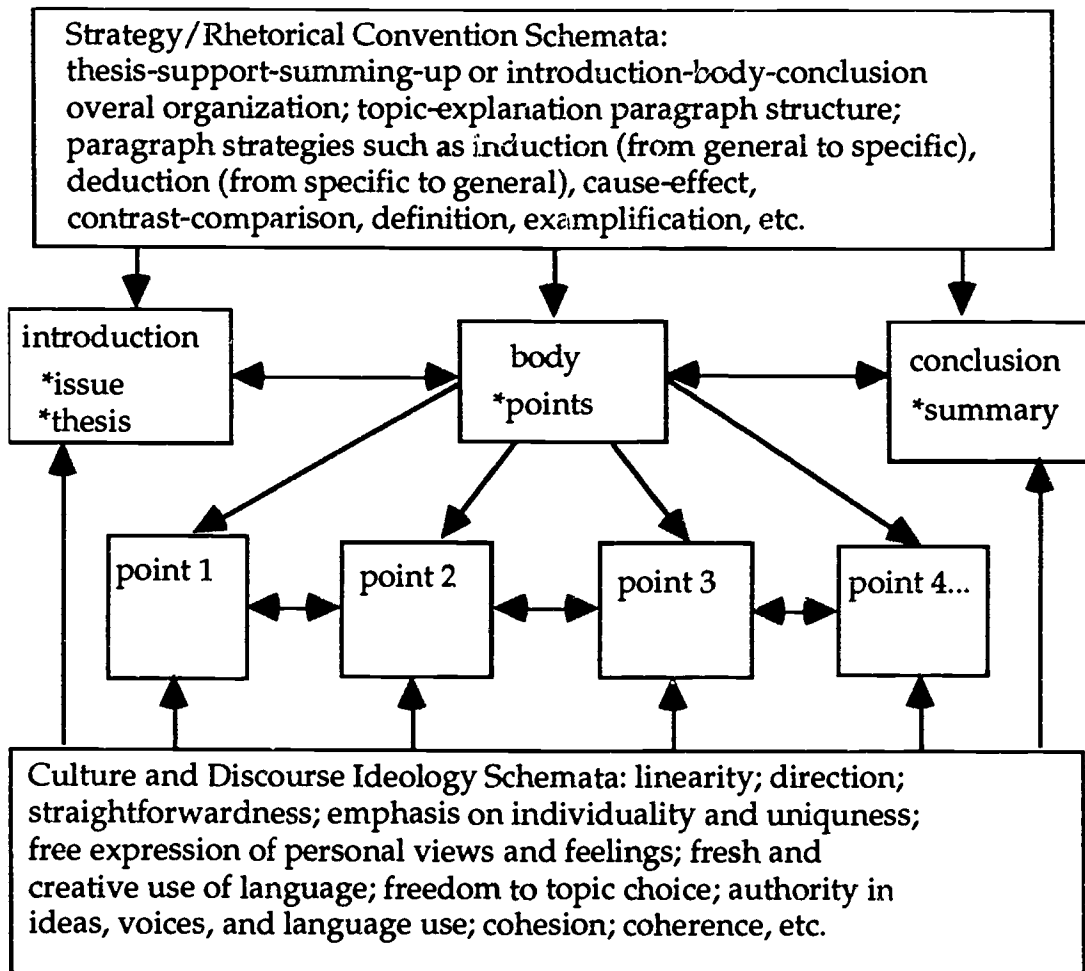 Strategy/Rhetorical Convention Schemata:
thesis-support-summing-up or introduction-body-conclusion
overal organization; topic-explanation paragraph structure;
paragraph strategies such as induction (from general to specific),
deduction (from specific to general), cause-effect,
contrast-comparison, definition, examplification, etc.
introduction
*issue
*thesis
body
*points
conclusion
*summary
point 1
point 2
point 3
point 4...
Culture and Discourse Ideology Schemata: linearity; direction;
straightforwardness; emphasis on individuality and uniquness;
free expression of personal views and feelings; fresh and
creative use of language; freedom to topic choice; authority in
ideas, voices, and language use; cohesion; coherence, etc.